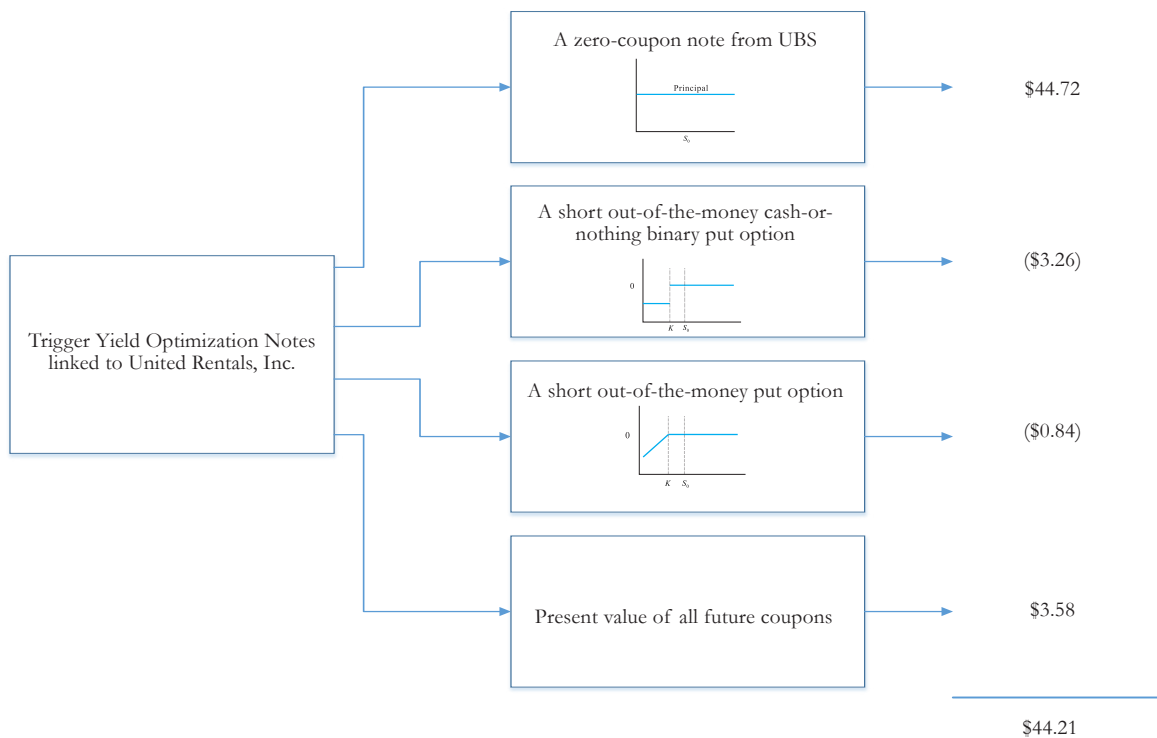 A zero-coupon note from UBS
Principal
S0
$44.72
A short out-of-the-money cash-or-
nothing binary put option
0
K S0
($3.26)
Trigger Yield Optimization Notes
linked to United Rentals, Inc.
A short out-of-the-money put option
0
K S0
($0.84)
Present value of all future coupons
$3.58
$44.21